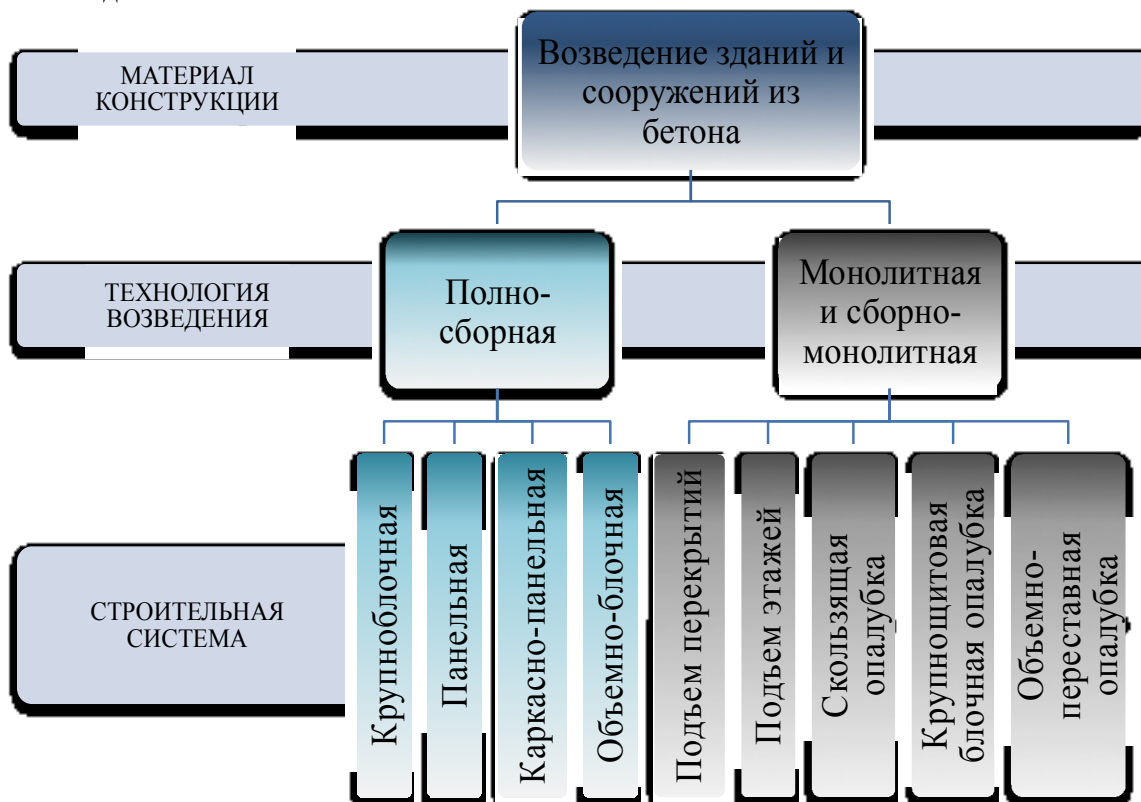 МАТЕРИАЛ
КОНСТРУКЦИИ
Возведение зданий и
сооружений из
бетона
ТЕХНОЛОГИЯ
ВОЗВЕДЕНИЯ
Полно-
сборная
Монолитная
и сборно-
монолитная
СТРОИТЕЛЬНАЯ
СИСТЕМА
Крупноблочная
Панельная
Каркасно-панельная
Объемно-блочная
Подъем перекрытий
Подъем этажей
Скользящая
опалубка
Крупнощитовая
блочная опалубка
Объемно-
переставная
опалубка